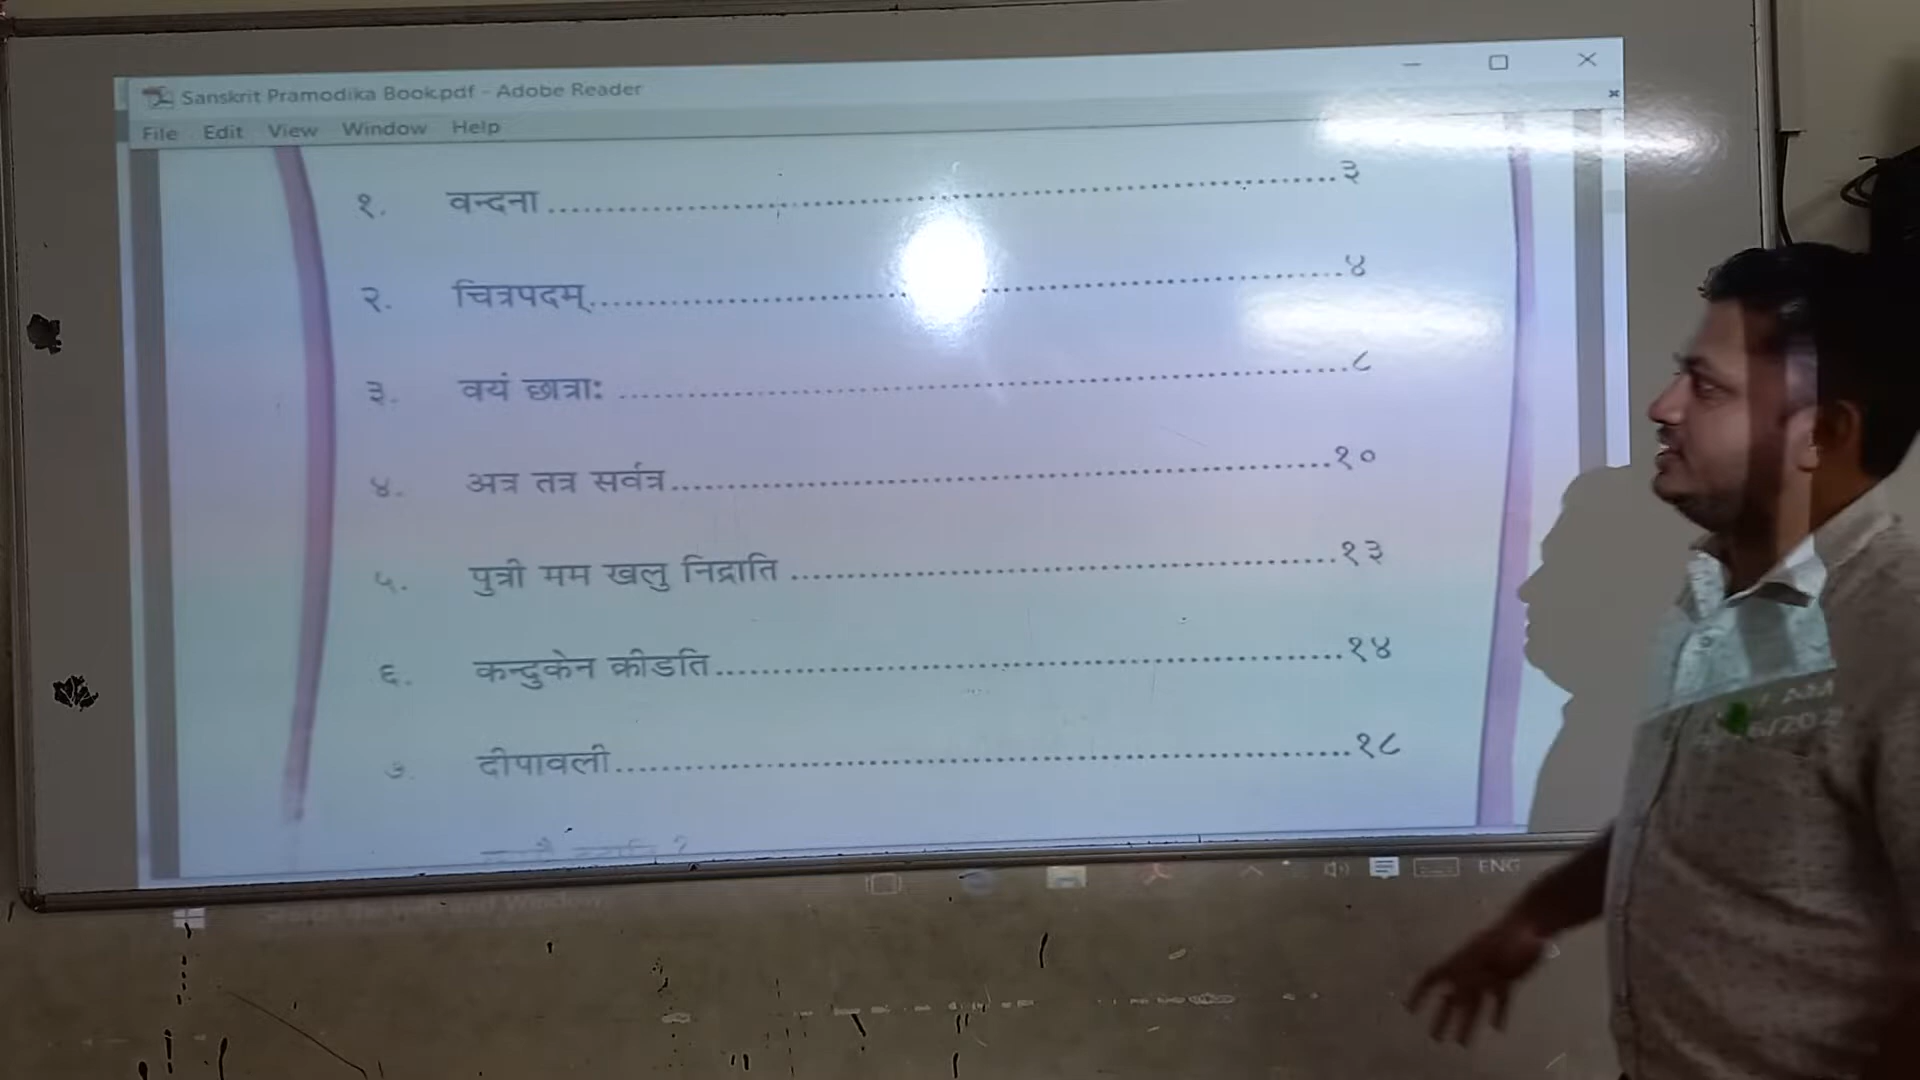 Sanskrit Pramodika Book.pdf - Adobe Reader
File Edit View Window Help
१. वन्दना ........................................३
२. चित्रपदम्........................................४
३. वयं छात्राः ........................................८
४. अत्र तत्र सर्वत्र........................................१०
५. पुत्री मम खलु निद्राति ........................................१३
६. कन्दुकेन क्रीडति........................................१४
७. दीपावली........................................१८
ENG